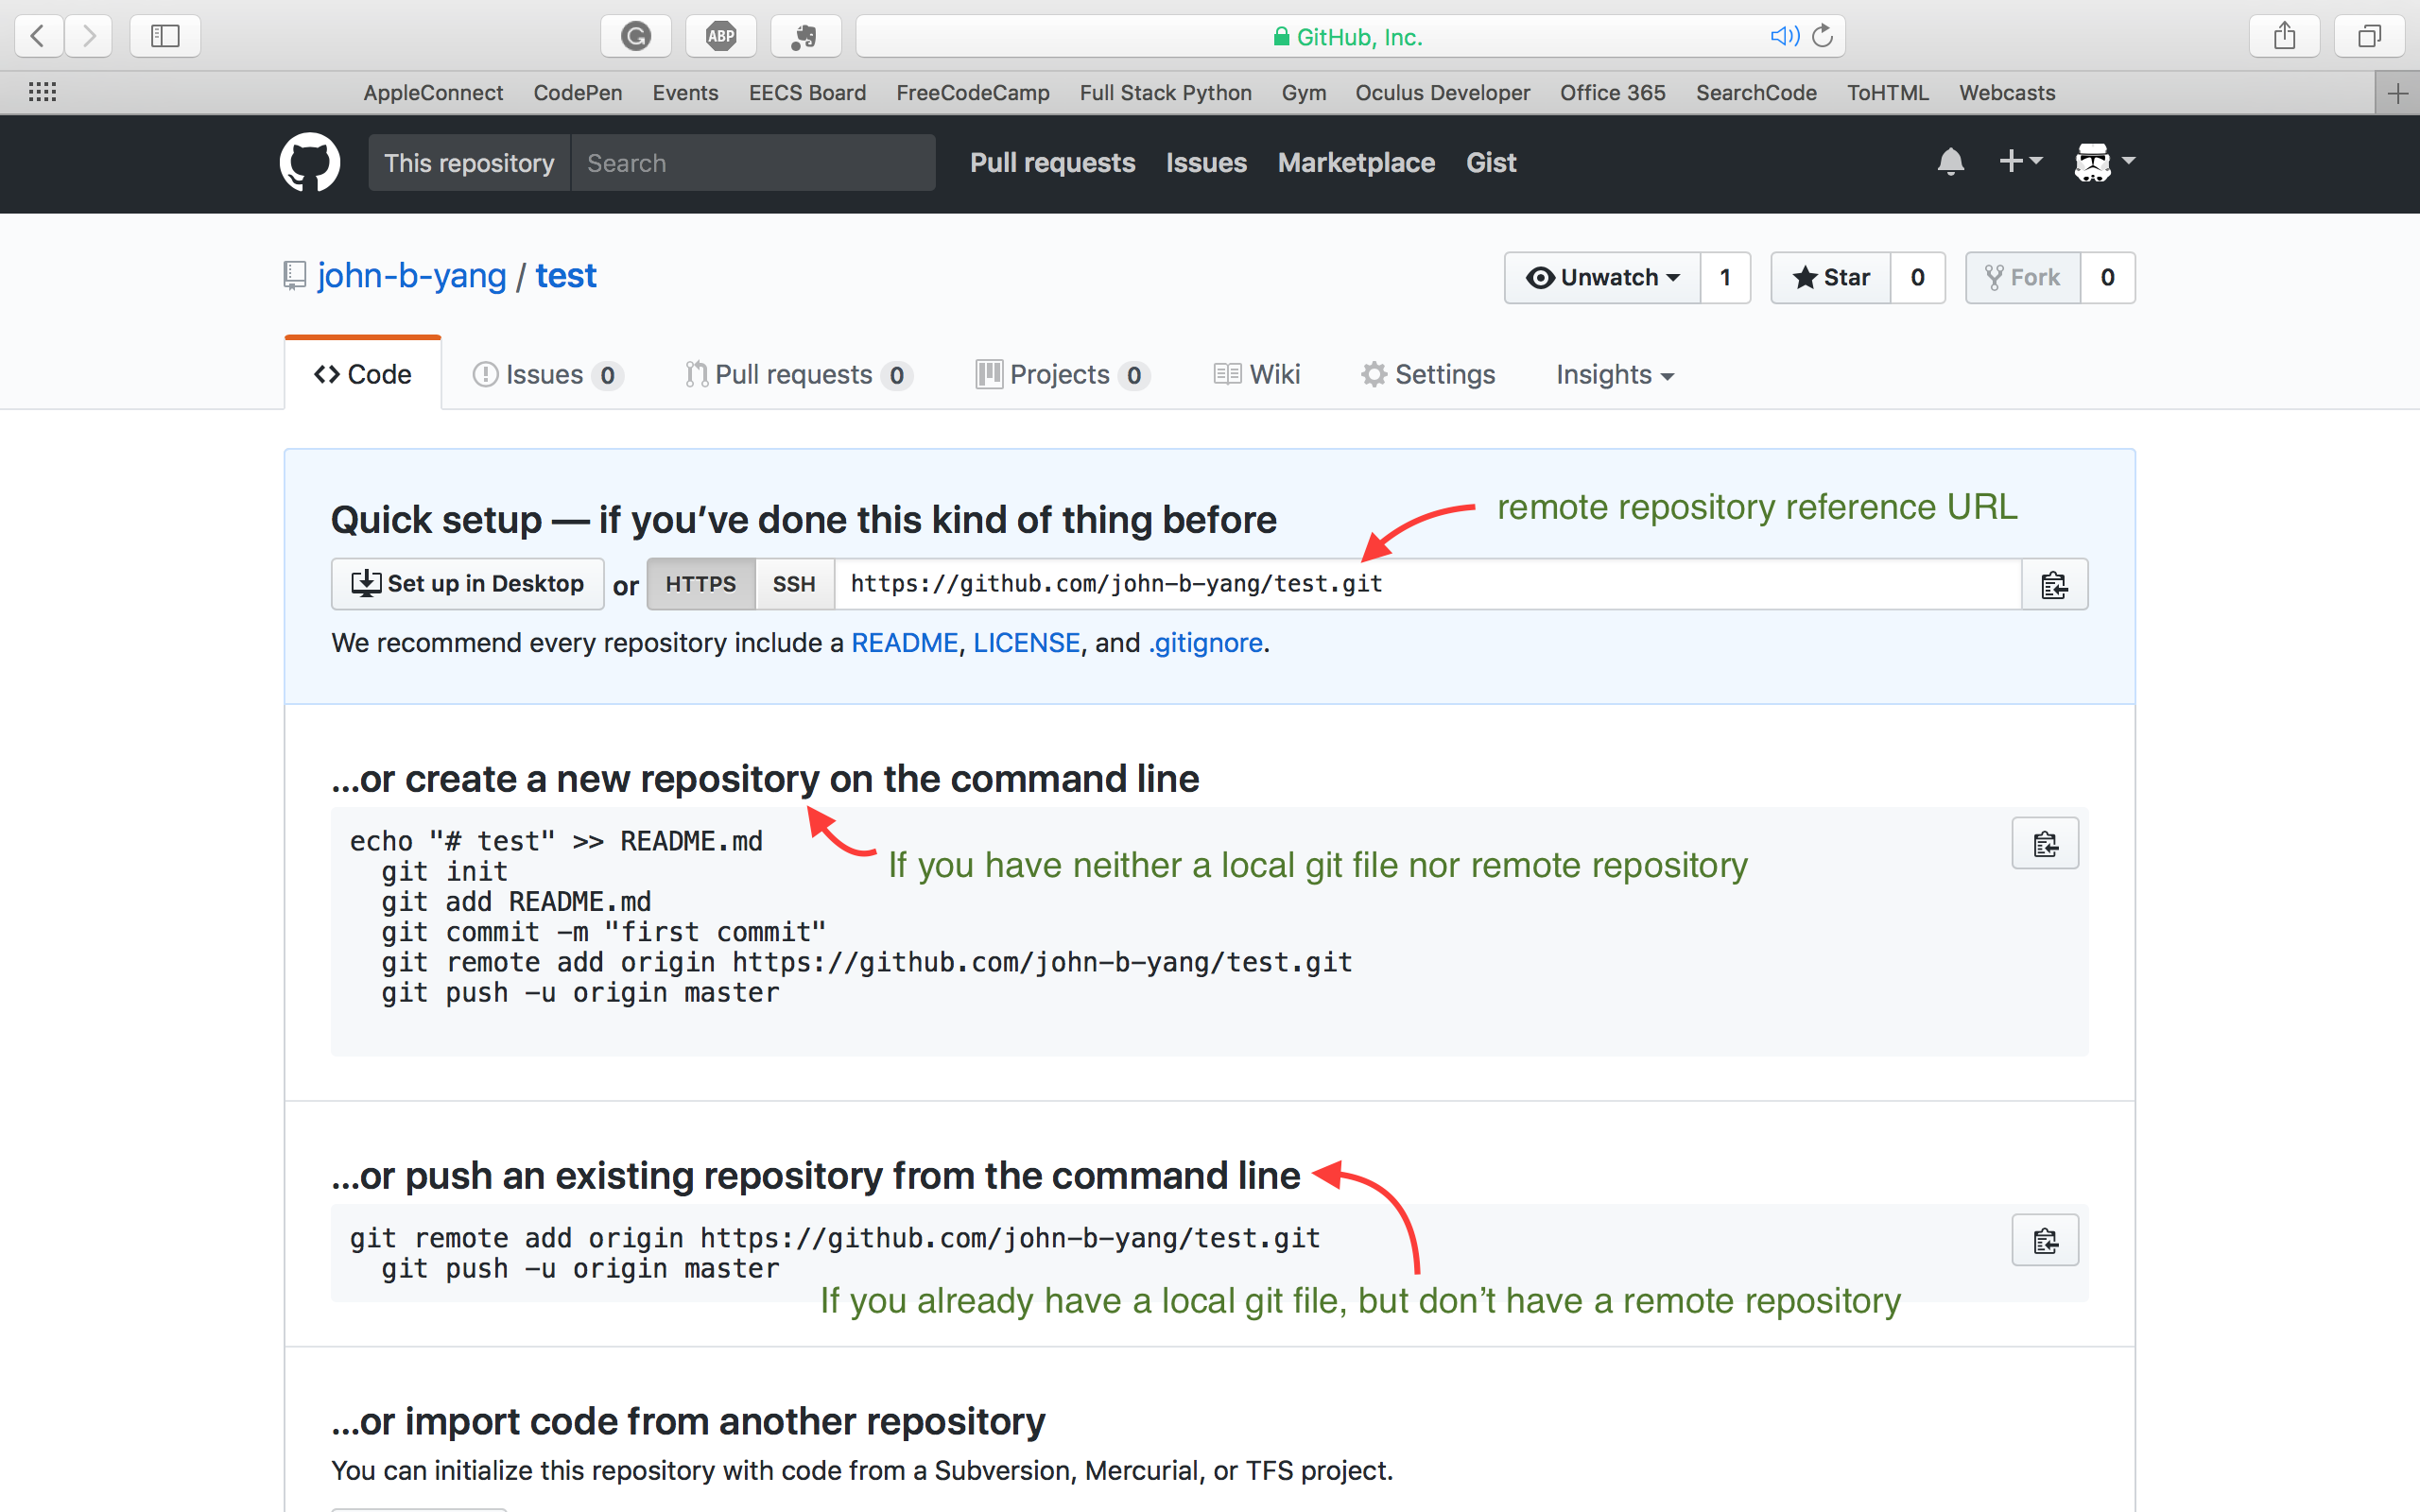 ABP
GitHub, Inc.
AppleConnect CodePen Events EECS Board FreeCodeCamp Full Stack Python Gym Oculus Developer Office 365 SearchCode ToHTML Webcasts
This repository Search Pull requests Issues Marketplace Gist
john-b-yang / test
Unwatch 1 Star 0 Fork 0
Code Issues 0 Pull requests 0 Projects 0 Wiki Settings Insights
remote repository reference URL
Quick setup — if you’ve done this kind of thing before
Set up in Desktop or HTTPS SSH https://github.com/john-b-yang/test.git
We recommend every repository include a README, LICENSE, and .gitignore.
…or create a new repository on the command line
echo "# test" >> README.md
If you have neither a local git file nor remote repository
git init
git add README.md
git commit -m "first commit"
git remote add origin https://github.com/john-b-yang/test.git
git push -u origin master
…or push an existing repository from the command line
git remote add origin https://github.com/john-b-yang/test.git
git push -u origin master
If you already have a local git file, but don’t have a remote repository
…or import code from another repository
You can initialize this repository with code from a Subversion, Mercurial, or TFS project.